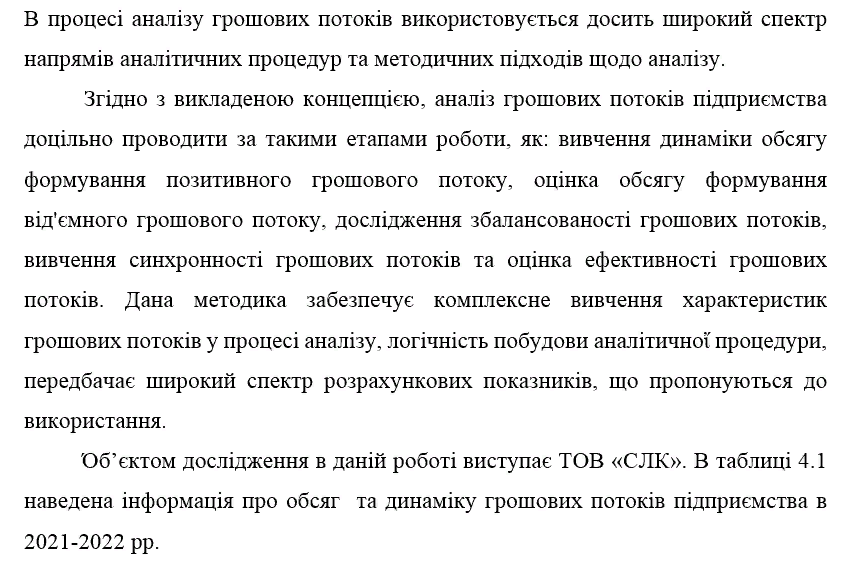 В процесі аналізу грошових потоків використовується досить широкий спектр
напрямів аналітичних процедур та методичних підходів щодо аналізу.
Згідно з викладеною концепцією, аналіз грошових потоків підприємства
доцільно проводити за такими етапами роботи, як: вивчення динаміки обсягу
формування позитивного грошового потоку, оцінка обсягу формування
від'ємного грошового потоку, дослідження збалансованості грошових потоків,
вивчення синхронності грошових потоків та оцінка ефективності грошових
потоків. Дана методика забезпечує комплексне вивчення характеристик
грошових потоків у процесі аналізу, логічність побудови аналітичної процедури,
передбачає широкий спектр розрахункових показників, що пропонуються до
використання.
Об’єктом дослідження в даній роботі виступає ТОВ «СЛК». В таблиці 4.1
наведена інформація про обсяг  та динаміку грошових потоків підприємства в
2021-2022 рр.